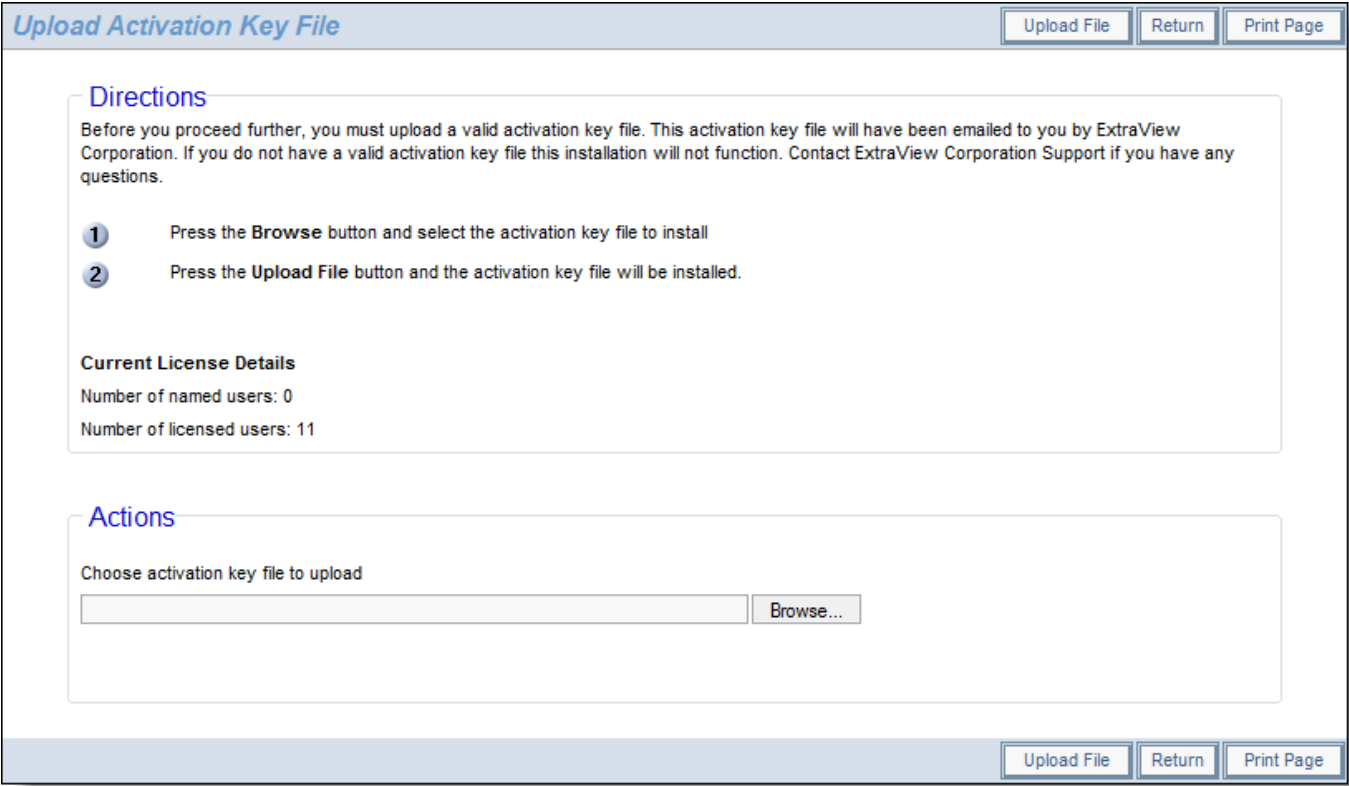 Upload Activation Key File
Upload File
Return
Print Page
Directions
Before you proceed further, you must upload a valid activation key file. This activation key file will have been emailed to you by ExtraView
Corporation. If you do not have a valid activation key file this installation will not function. Contact ExtraView Corporation Support if you have any
questions.
1 Press the Browse button and select the activation key file to install
2 Press the Upload File button and the activation key file will be installed.
Current License Details
Number of named users: 0
Number of licensed users: 11
Actions
Choose activation key file to upload
Browse...
Upload File
Return
Print Page